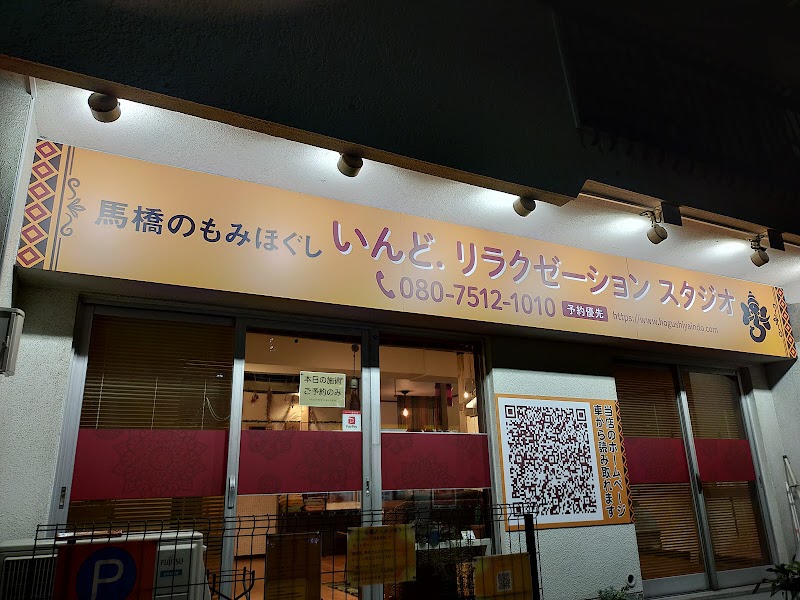 馬橋のもみほぐし いんど. リラクゼーション スタジオ
080-7512-1010 予約優先 https://www.hogushiyaindo.com
本日の施術
ご予約のみ
PayPay
当店のホームページ
車から読み取れます
P
FUJITSU